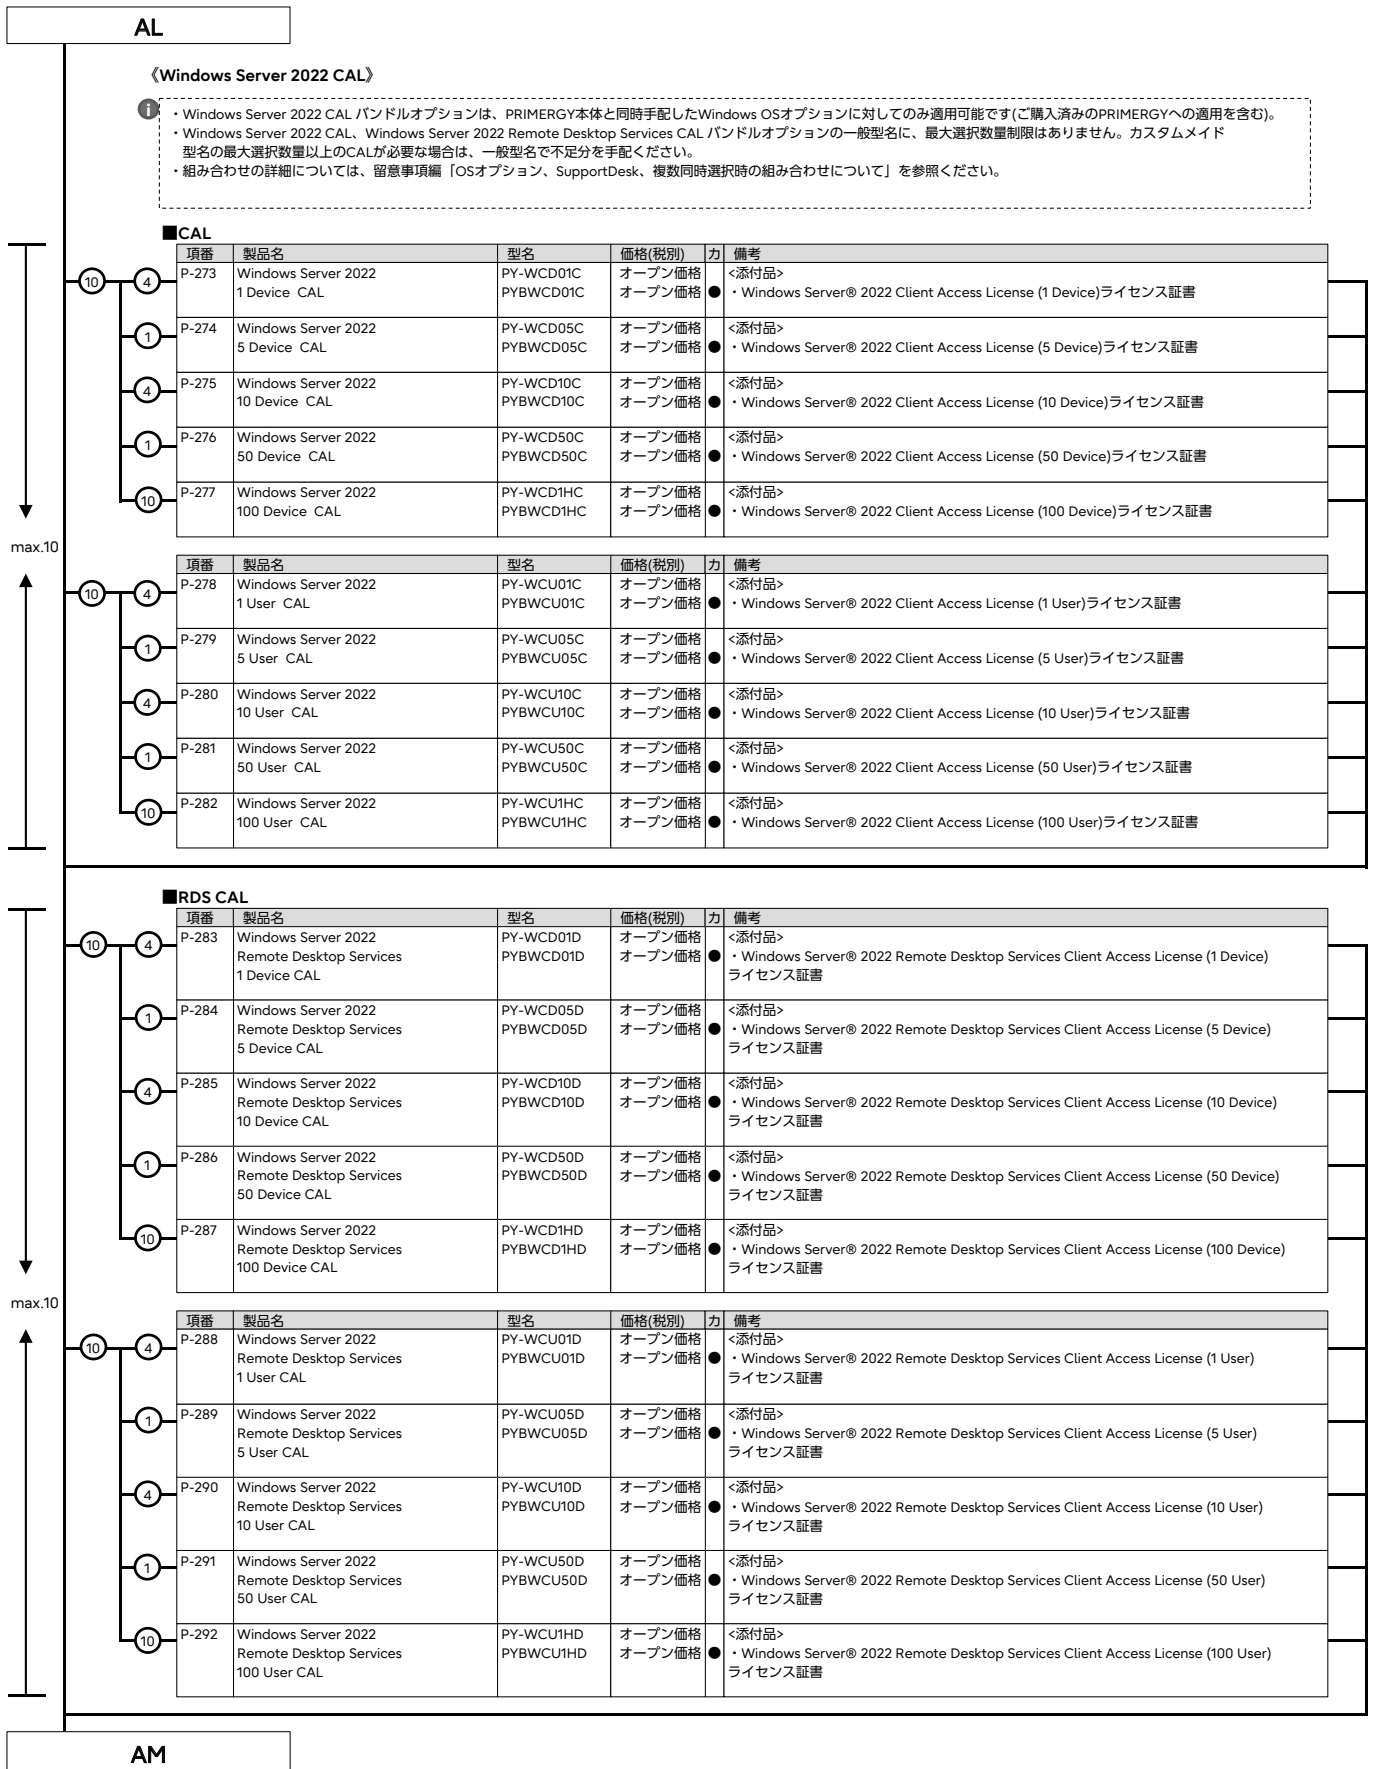 AL
《Windows Server 2022 CAL》
i
・Windows Server 2022 CAL バンドルオプションは、PRIMERGY本体と同時手配したWindows OSオプションに対してのみ適用可能です(ご購入済みのPRIMERGYへの適用を含む)。
・Windows Server 2022 CAL、Windows Server 2022 Remote Desktop Services CAL バンドルオプションの一般型名に、最大選択数量制限はありません。カスタムメイド
型名の最大選択数量以上のCALが必要な場合は、一般型名で不足分を手配ください。
・組み合わせの詳細については、留意事項編「OSオプション、SupportDesk、複数同時選択時の組み合わせについて」を参照ください。
■CAL
項番 製品名 型名 価格(税別) カ 備考
10 4 P-273 Windows Server 2022 PY-WCD01C オープン価格 <添付品>
1 Device CAL PYBWCD01C オープン価格 ● ・Windows Server® 2022 Client Access License (1 Device)ライセンス証書
1 P-274 Windows Server 2022 PY-WCD05C オープン価格 <添付品>
5 Device CAL PYBWCD05C オープン価格 ● ・Windows Server® 2022 Client Access License (5 Device)ライセンス証書
4 P-275 Windows Server 2022 PY-WCD10C オープン価格 <添付品>
10 Device CAL PYBWCD10C オープン価格 ● ・Windows Server® 2022 Client Access License (10 Device)ライセンス証書
1 P-276 Windows Server 2022 PY-WCD50C オープン価格 <添付品>
50 Device CAL PYBWCD50C オープン価格 ● ・Windows Server® 2022 Client Access License (50 Device)ライセンス証書
10 P-277 Windows Server 2022 PY-WCD1HC オープン価格 <添付品>
100 Device CAL PYBWCD1HC オープン価格 ● ・Windows Server® 2022 Client Access License (100 Device)ライセンス証書
max.10
項番 製品名 型名 価格(税別) カ 備考
10 4 P-278 Windows Server 2022 PY-WCU01C オープン価格 <添付品>
1 User CAL PYBWCU01C オープン価格 ● ・Windows Server® 2022 Client Access License (1 User)ライセンス証書
1 P-279 Windows Server 2022 PY-WCU05C オープン価格 <添付品>
5 User CAL PYBWCU05C オープン価格 ● ・Windows Server® 2022 Client Access License (5 User)ライセンス証書
4 P-280 Windows Server 2022 PY-WCU10C オープン価格 <添付品>
10 User CAL PYBWCU10C オープン価格 ● ・Windows Server® 2022 Client Access License (10 User)ライセンス証書
1 P-281 Windows Server 2022 PY-WCU50C オープン価格 <添付品>
50 User CAL PYBWCU50C オープン価格 ● ・Windows Server® 2022 Client Access License (50 User)ライセンス証書
10 P-282 Windows Server 2022 PY-WCU1HC オープン価格 <添付品>
100 User CAL PYBWCU1HC オープン価格 ● ・Windows Server® 2022 Client Access License (100 User)ライセンス証書
■RDS CAL
項番 製品名 型名 価格(税別) カ 備考
10 4 P-283 Windows Server 2022 PY-WCD01D オープン価格 <添付品>
Remote Desktop Services PYBWCD01D オープン価格 ● ・Windows Server® 2022 Remote Desktop Services Client Access License (1 Device)
1 Device CAL ライセンス証書
1 P-284 Windows Server 2022 PY-WCD05D オープン価格 <添付品>
Remote Desktop Services PYBWCD05D オープン価格 ● ・Windows Server® 2022 Remote Desktop Services Client Access License (5 Device)
5 Device CAL ライセンス証書
4 P-285 Windows Server 2022 PY-WCD10D オープン価格 <添付品>
Remote Desktop Services PYBWCD10D オープン価格 ● ・Windows Server® 2022 Remote Desktop Services Client Access License (10 Device)
10 Device CAL ライセンス証書
1 P-286 Windows Server 2022 PY-WCD50D オープン価格 <添付品>
Remote Desktop Services PYBWCD50D オープン価格 ● ・Windows Server® 2022 Remote Desktop Services Client Access License (50 Device)
50 Device CAL ライセンス証書
10 P-287 Windows Server 2022 PY-WCD1HD オープン価格 <添付品>
Remote Desktop Services PYBWCD1HD オープン価格 ● ・Windows Server® 2022 Remote Desktop Services Client Access License (100 Device)
100 Device CAL ライセンス証書
max.10
項番 製品名 型名 価格(税別) カ 備考
10 4 P-288 Windows Server 2022 PY-WCU01D オープン価格 <添付品>
Remote Desktop Services PYBWCU01D オープン価格 ● ・Windows Server® 2022 Remote Desktop Services Client Access License (1 User)
1 User CAL ライセンス証書
1 P-289 Windows Server 2022 PY-WCU05D オープン価格 <添付品>
Remote Desktop Services PYBWCU05D オープン価格 ● ・Windows Server® 2022 Remote Desktop Services Client Access License (5 User)
5 User CAL ライセンス証書
4 P-290 Windows Server 2022 PY-WCU10D オープン価格 <添付品>
Remote Desktop Services PYBWCU10D オープン価格 ● ・Windows Server® 2022 Remote Desktop Services Client Access License (10 User)
10 User CAL ライセンス証書
1 P-291 Windows Server 2022 PY-WCU50D オープン価格 <添付品>
Remote Desktop Services PYBWCU50D オープン価格 ● ・Windows Server® 2022 Remote Desktop Services Client Access License (50 User)
50 User CAL ライセンス証書
10 P-292 Windows Server 2022 PY-WCU1HD オープン価格 <添付品>
Remote Desktop Services PYBWCU1HD オープン価格 ● ・Windows Server® 2022 Remote Desktop Services Client Access License (100 User)
100 User CAL ライセンス証書
AM